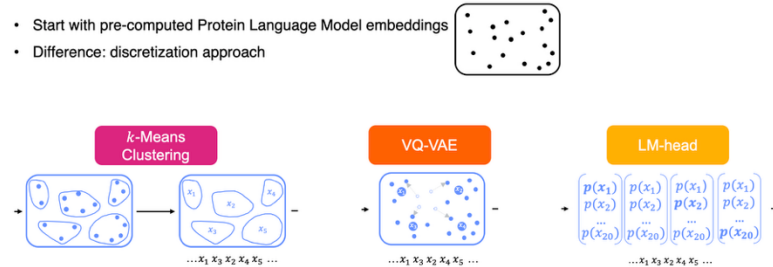 • Start with pre-computed Protein Language Model embeddings
• Difference: discretization approach
k-Means
Clustering
VQ-VAE
LM-head
x₁ x₂ x₃ x₄ x₅
p(x₁) p(x₁) p(x₁) p(x₁)
p(x₂) p(x₂) p(x₂) p(x₂)
... ... ... ...
p(x₂₀) p(x₂₀) p(x₂₀) p(x₂₀)
...x₁ x₃ x₂ x₄ x₅ ...
...x₁ x₃ x₂ x₄ x₅ ...
...x₁ x₃ x₂ x₄ x₅ ...